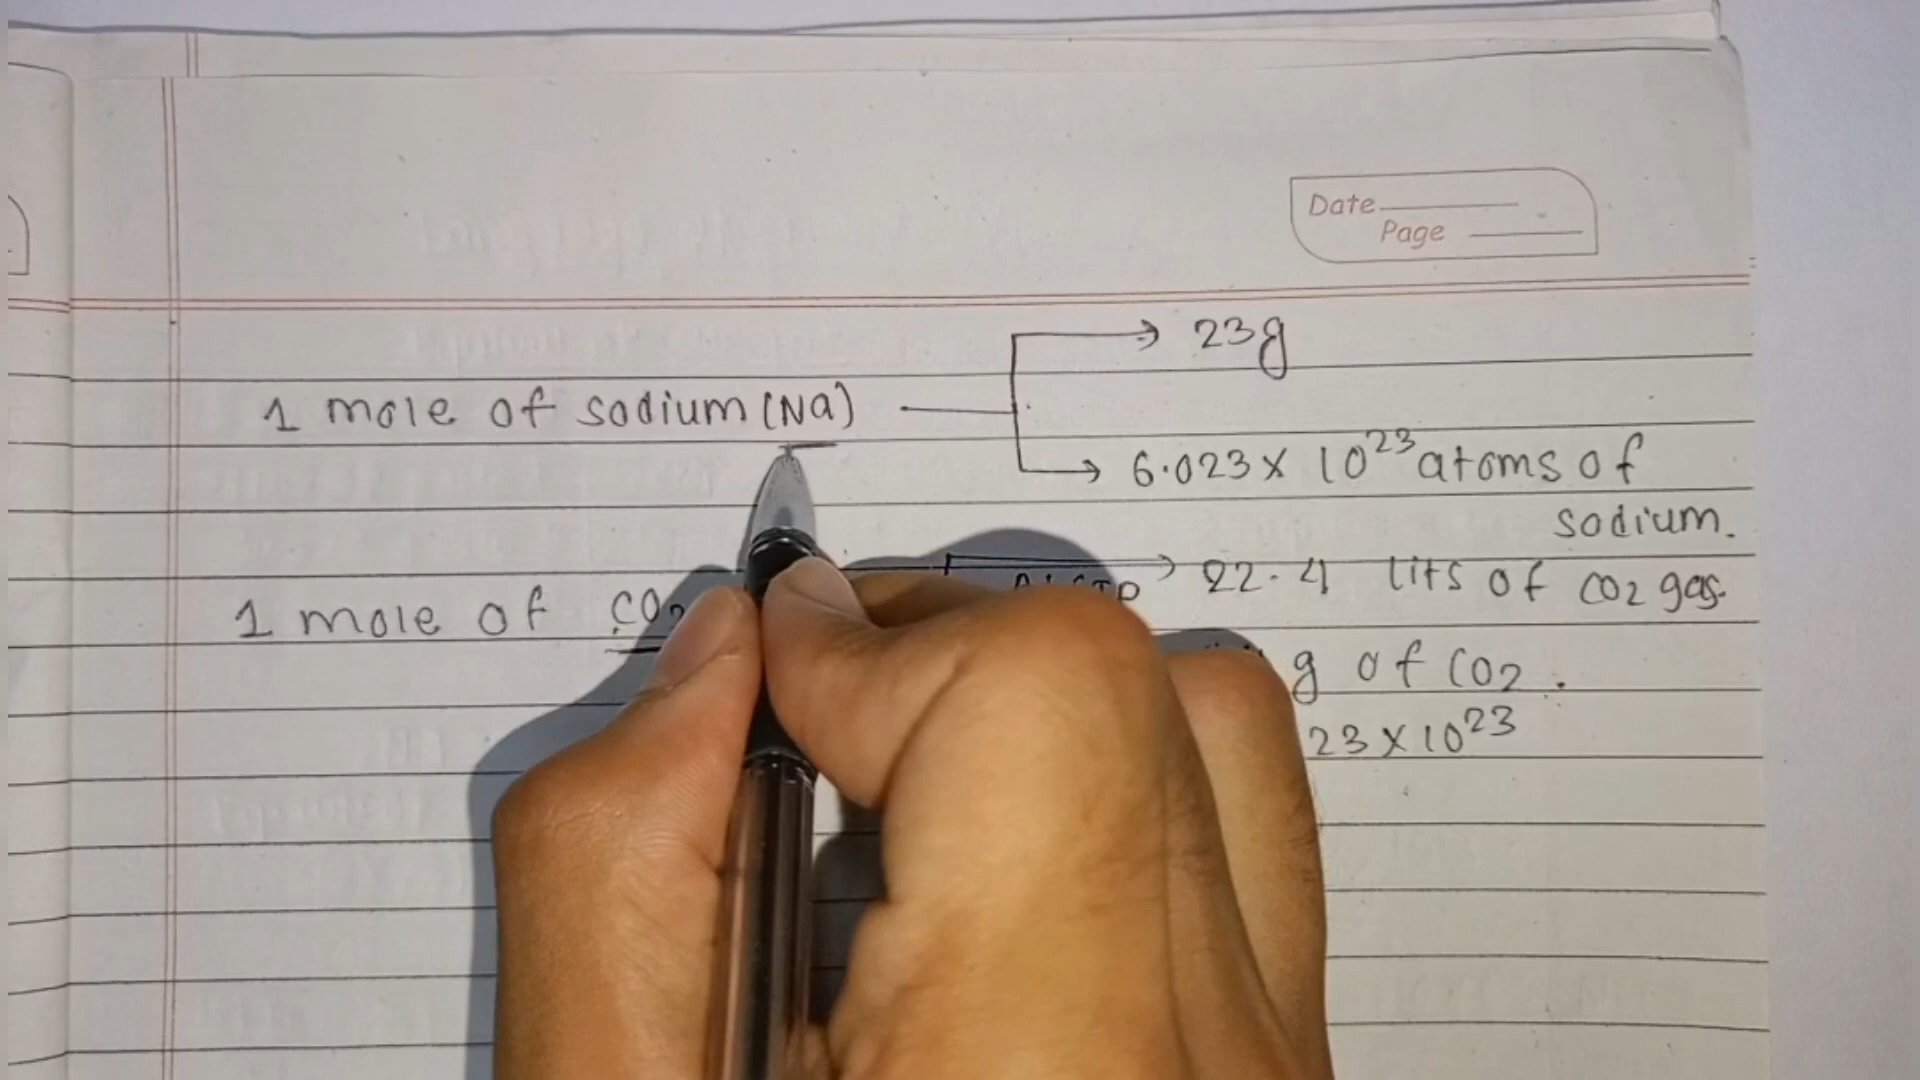 Date
Page
23g
1 mole of sodium (Na)
6.023 x 10²³ atoms of
sodium.
22.4 lits of CO2 gas.
1 mole of CO2
g of CO2.
23 x 10²³